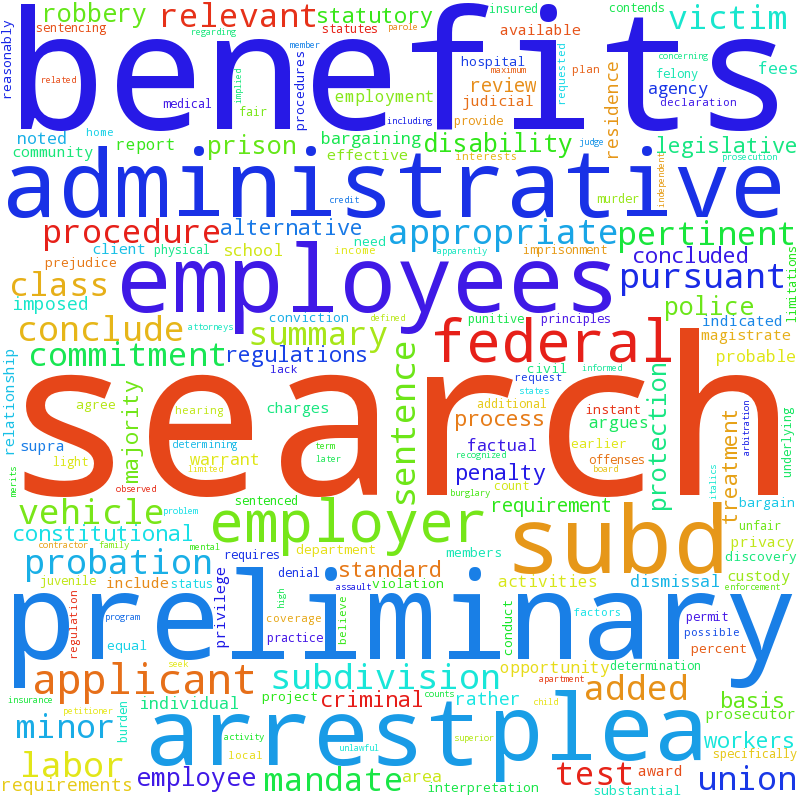 robbery relevant statutory victim
reasonably sentencing regarding statutes member parole insured contends
benefits
related medical implied fair procedures hospital maximum available requested plan concerning felony fees
employment including review judicial provide agency declaration
noted home report prison bargaining disability judge residence legislative
community effective interests independent prosecution
administrative
credit murder
procedure alternative appropriate pertinent
client physical school need income apparently imprisonment concluded limitations
prejudice class employees pursuant
imposed conviction defined punitive principles police indicated
conclude attorneys summary federal magistrate
commitment regulations lack civil informed probable
relationship request states protection
search
majority agree hearing charges sentence additional process instant argues treatment arbitration underlying
supra determining term factual earlier
light limited warrant later recognized penalty offenses board
merits observed count burglary italics
vehicle problem sentenced employer requirement subd bargain
constitutional unfair
contractor family mental requires department members privacy
probation standard discovery
juvenile include status denial violation activities dismissal custody
preliminary
regulation program privilege assault high believe practice coverage conduct factors enforcement permit
equal possible percent
seek opportunity determination
applicant subdivision apartment added
insurance petitioner individual project criminal counts rather child basis
minor burden activity arrest plea prosecutor
unlawful superior workers
labor local specifically
requirements employee mandate area interpretation test award substantial union